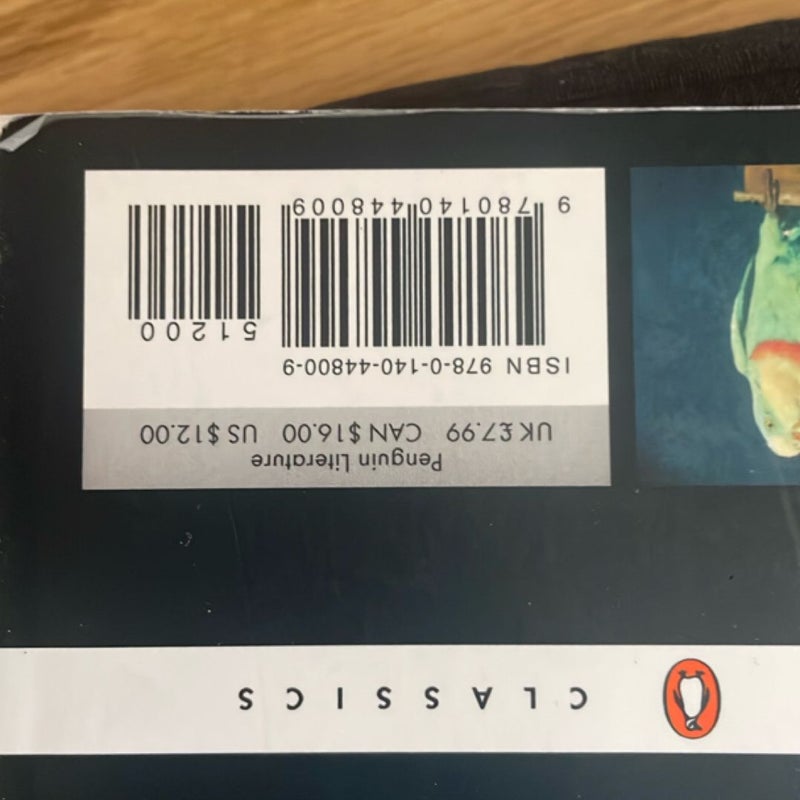 CLASSICS
Penguin Literature
UK £7.99 CAN $16.00 US $12.00
ISBN 978-0-140-44800-9
51200
9 780140 448009